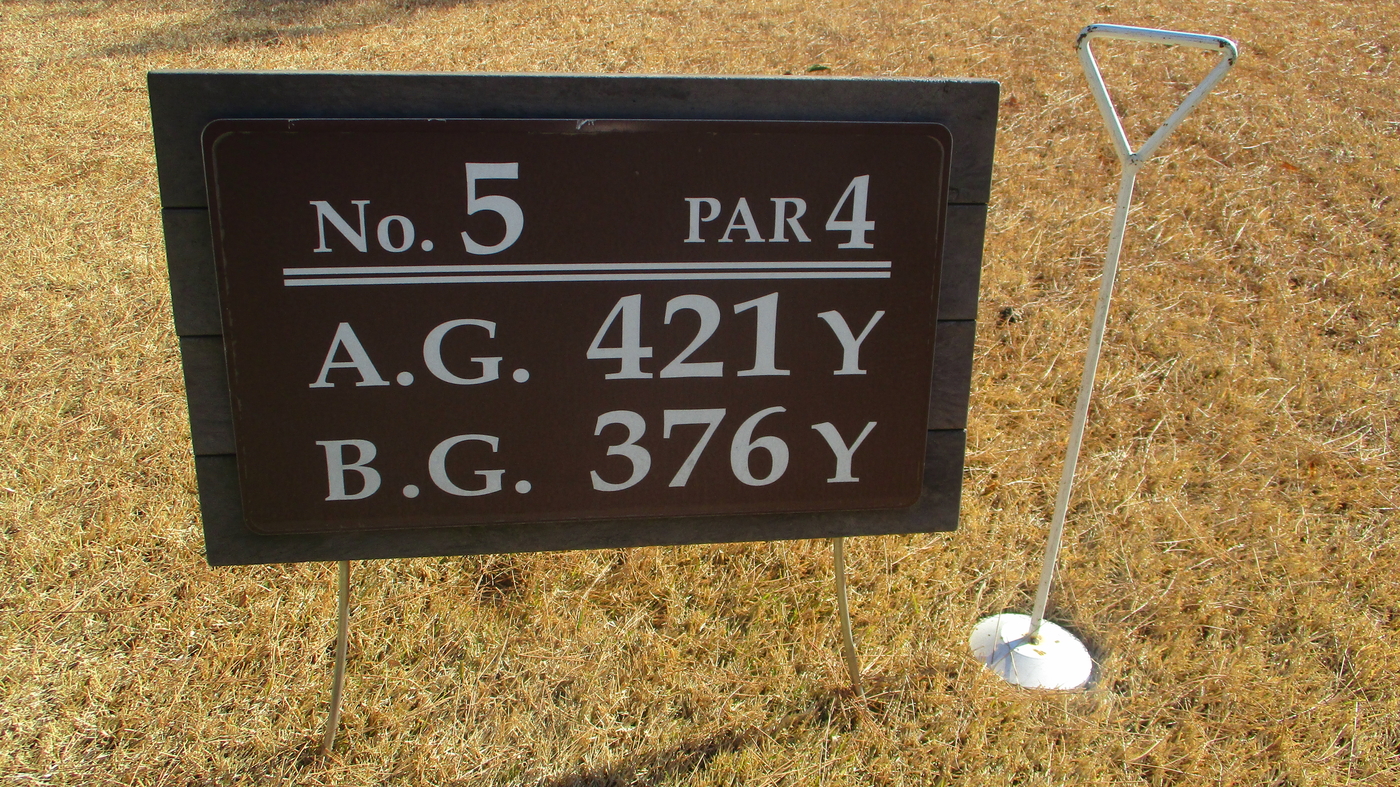 No. 5 PAR 4
A.G. 421 Y
B.G. 376 Y